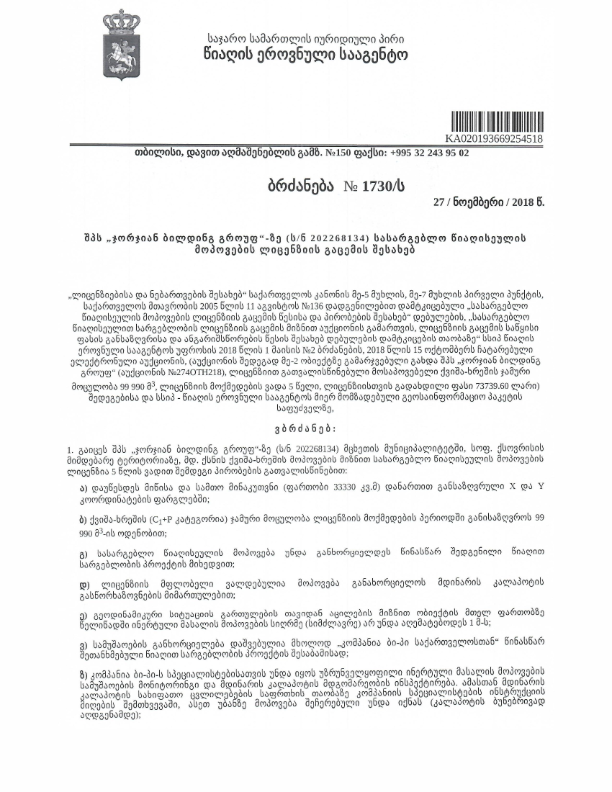 საჯარო სამართლის იურიდიული პირი
წიაღის ეროვნული სააგენტო
KA020193669254518
თბილისი, დავით აღმაშენებლის გამზ. №150 ფაქსი: +995 32 243 95 02
ბრძანება № 1730/ს
27 / ნოემბერი / 2018 წ.
შპს „ჯორჯიან ბილდინგ გროუფ“-ზე (ს/ნ 202268134) სასარგებლო წიაღისეულის
მოპოვების ლიცენზიის გაცემის შესახებ
„ლიცენზიებისა და ნებართვების შესახებ“ საქართველოს კანონის მე-5 მუხლის, მე-7 მუხლის პირველი პუნქტის,
საქართველოს მთავრობის 2005 წლის 11 აგვისტოს №136 დადგენილებით დამტკიცებული „სასარგებლო
წიაღისეულის მოპოვების ლიცენზიის გაცემის წესისა და პირობების შესახებ“ დებულების, „სასარგებლო
წიაღისეულით სარგებლობის ლიცენზიის გაცემის მიზნით აუქციონის გამართვის, ლიცენზიის გაცემის საწყისი
ფასის განსაზღვრისა და ანგარიშსწორების წესის შესახებ დებულების დამტკიცების თაობაზე“ სსიპ წიაღის
ეროვნული სააგენტოს უფროსის 2018 წლის 1 მაისის №2 ბრძანების, 2018 წლის 15 ოქტომბერს ჩატარებული
ელექტრონული აუქციონის, (აუქციონის შედეგად მე-2 ობიექტზე გამარჯვებული გახდა შპს „ჯორჯიან ბილდინგ
გროუფ“ (აუქციონის №274OTH218), ლიცენზიით გათვალისწინებული მოსაპოვებელი ქვიშა-ხრეშის ჯამური
მოცულობა 99 990 მ³, ლიცენზიის მოქმედების ვადა 5 წელი, ლიცენზიისთვის გადახდილი ფასი 73739.60 ლარი)
შედეგებისა და სსიპ - წიაღის ეროვნული სააგენტოს მიერ მომზადებული გეოსაინფორმაციო პაკეტის
საფუძველზე,
ვბრძანებ:
1. გაიცეს შპს „ჯორჯიან ბილდინგ გროუფ“-ზე (ს/ნ 202268134) მცხეთის მუნიციპალიტეტში, სოფ. ქსოვრისის
მიმდებარე ტერიტორიაზე, მდ. ქსნის ქვიშა-ხრეშის მოპოვების მიზნით სასარგებლო წიაღისეულის მოპოვების
ლიცენზია 5 წლის ვადით შემდეგი პირობების გათვალისწინებით:
ა) დაუწესდეს მიწისა და სამთო მინაკუთვნი (ფართობი 33330 კვ.მ) დანართით განსაზღვრული X და Y
კოორდინატების ფარგლებში;
ბ) ქვიშა-ხრეშის (C₁+P კატეგორია) ჯამური მოცულობა ლიცენზიის მოქმედების პერიოდში განისაზღვროს 99
990 მ³-ის ოდენობით;
გ) სასარგებლო წიაღისეულის მოპოვება უნდა განხორციელდეს წინასწარ შედგენილი წიაღით
სარგებლობის პროექტის მიხედვით;
დ) ლიცენზიის მფლობელი ვალდებულია მოპოვება განახორციელოს მდინარის კალაპოტის
გასწორხაზოვნების მიმართულებით;
ე) გეოდინამიკური სიტუაციის გართულების თავიდან აცილების მიზნით ობიექტის მთელ ფართობზე
წელიწადში ინერტული მასალის მოპოვების სიღრმე (სიმძლავრე) არ უნდა აღემატებოდეს 1 მ-ს;
ვ) სამუშაოების განხორციელება დაშვებულია მხოლოდ „კომპანია ბი-პი საქართველოსთან“ წინასწარ
შეთანხმებული წიაღით სარგებლობის პროექტის შესაბამისად;
ზ) კომპანია ბი-პი-ს სპეციალისტებისათვის უნდა იყოს უზრუნველყოფილი ინერტული მასალის მოპოვების
სამუშაოების მონიტორინგი და მდინარის კალაპოტის მდგომარეობის ინსპექტირება. ამასთან მდინარის
კალაპოტის სახიფათო ცვლილებების საფრთხის თაობაზე კომპანიის სპეციალისტების ინსტრუქციის
მიღების შემთხვევაში, ასეთ უბანზე მოპოვება შეჩერებული უნდა იქნას (კალაპოტის ბუნებრივად
აღდგენამდე);